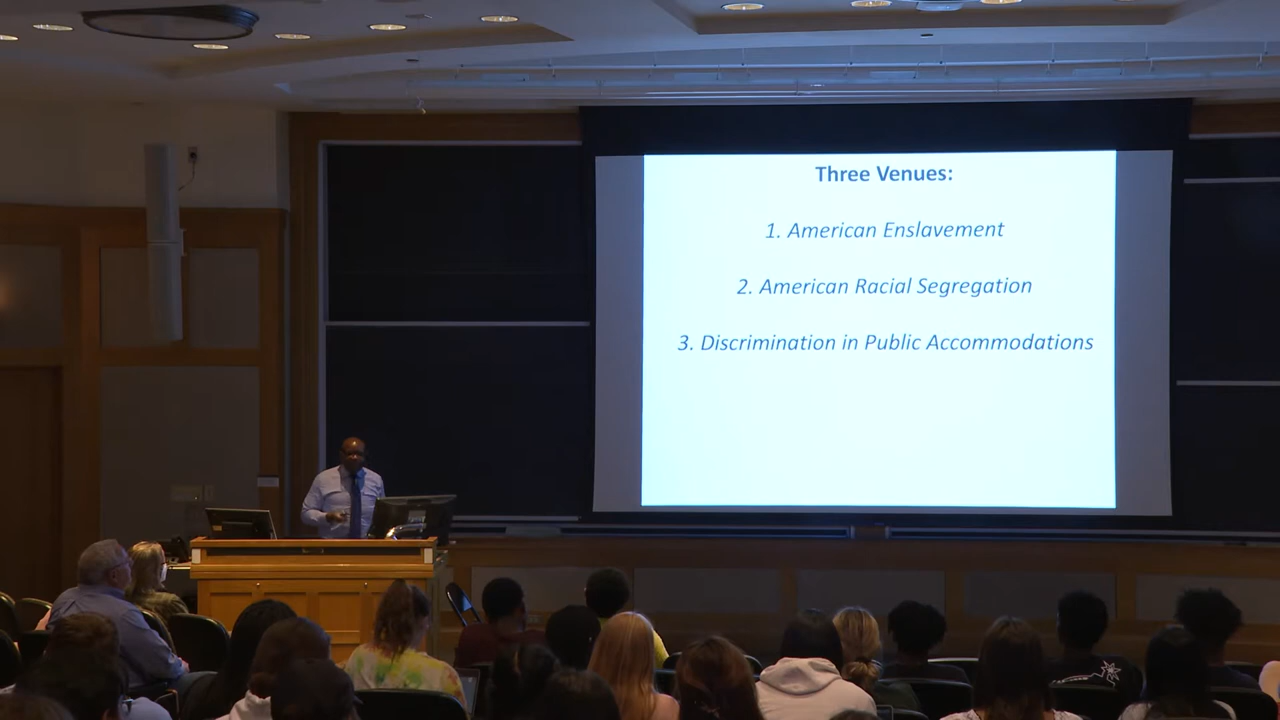 Three Venues:
1. American Enslavement
2. American Racial Segregation
3. Discrimination in Public Accommodations